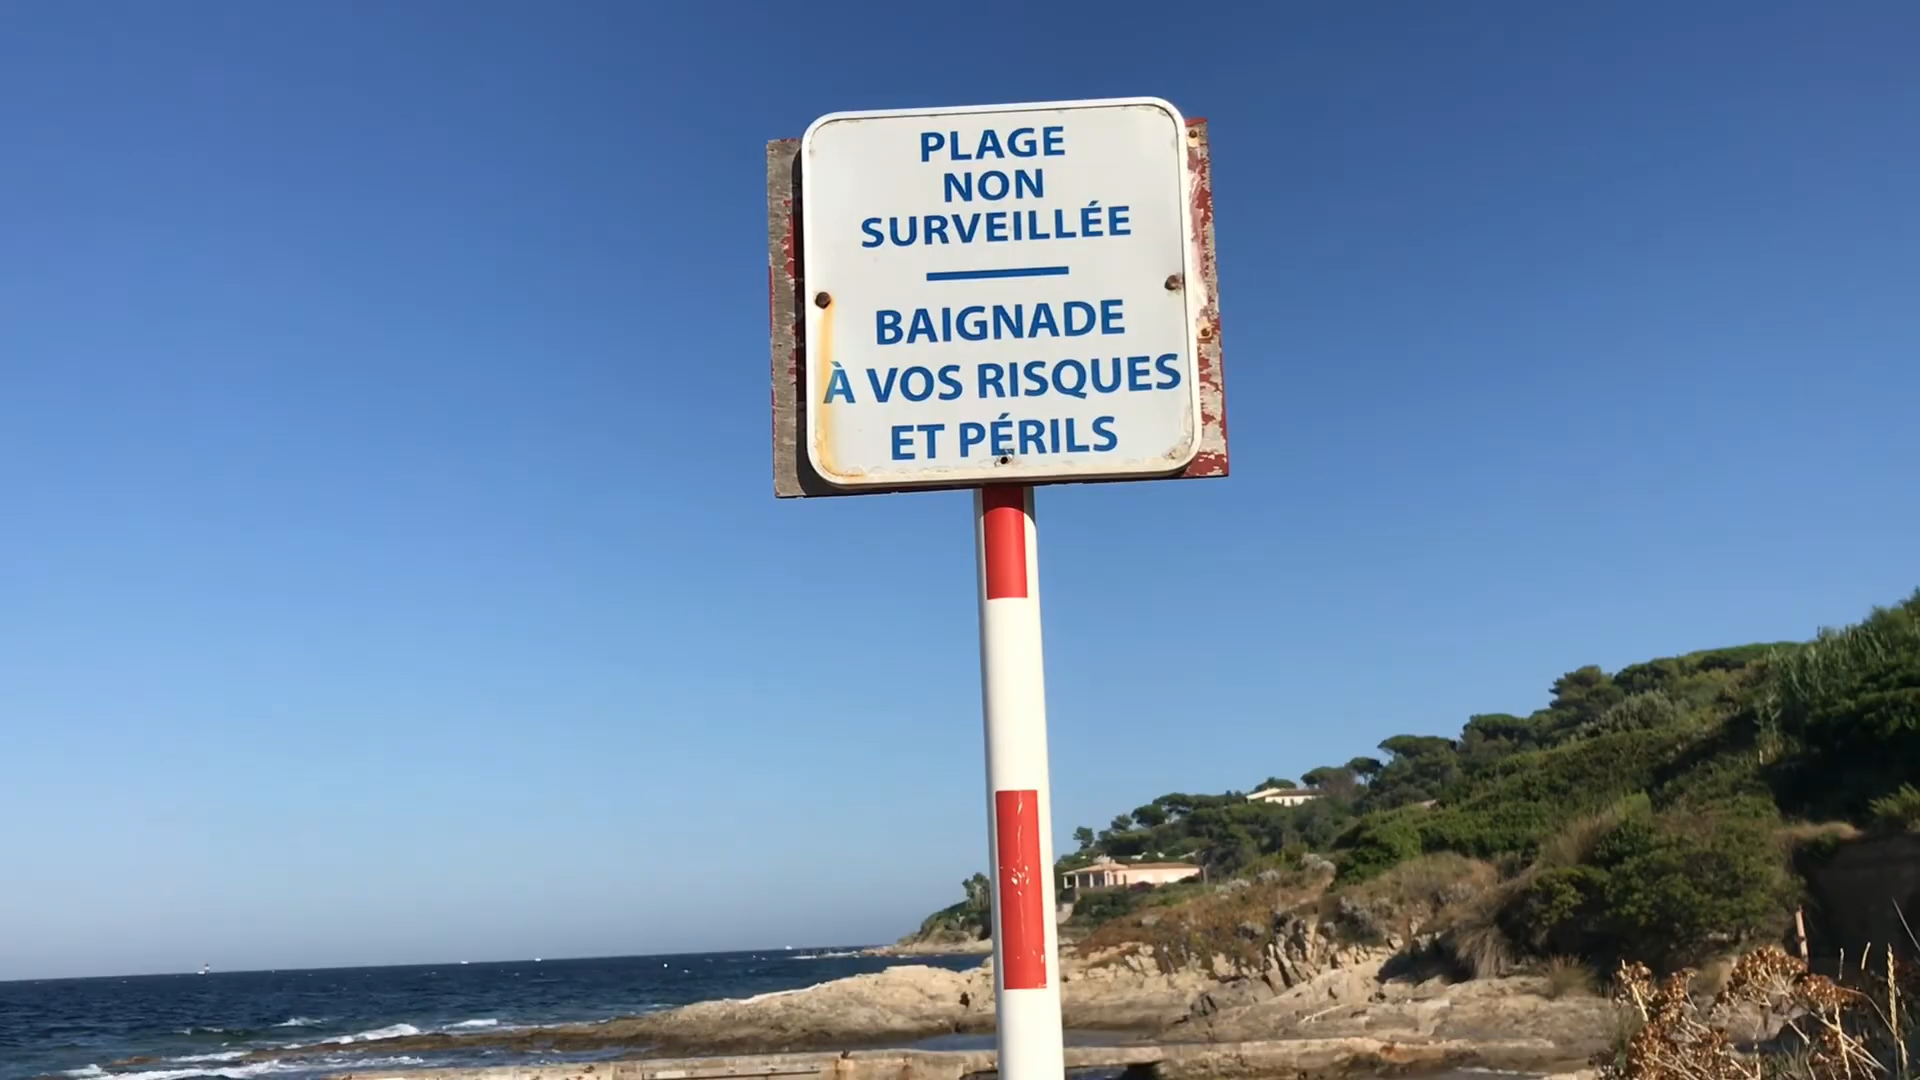 PLAGE
NON
SURVEILLÉE
BAIGNADE
À VOS RISQUES
ET PÉRILS